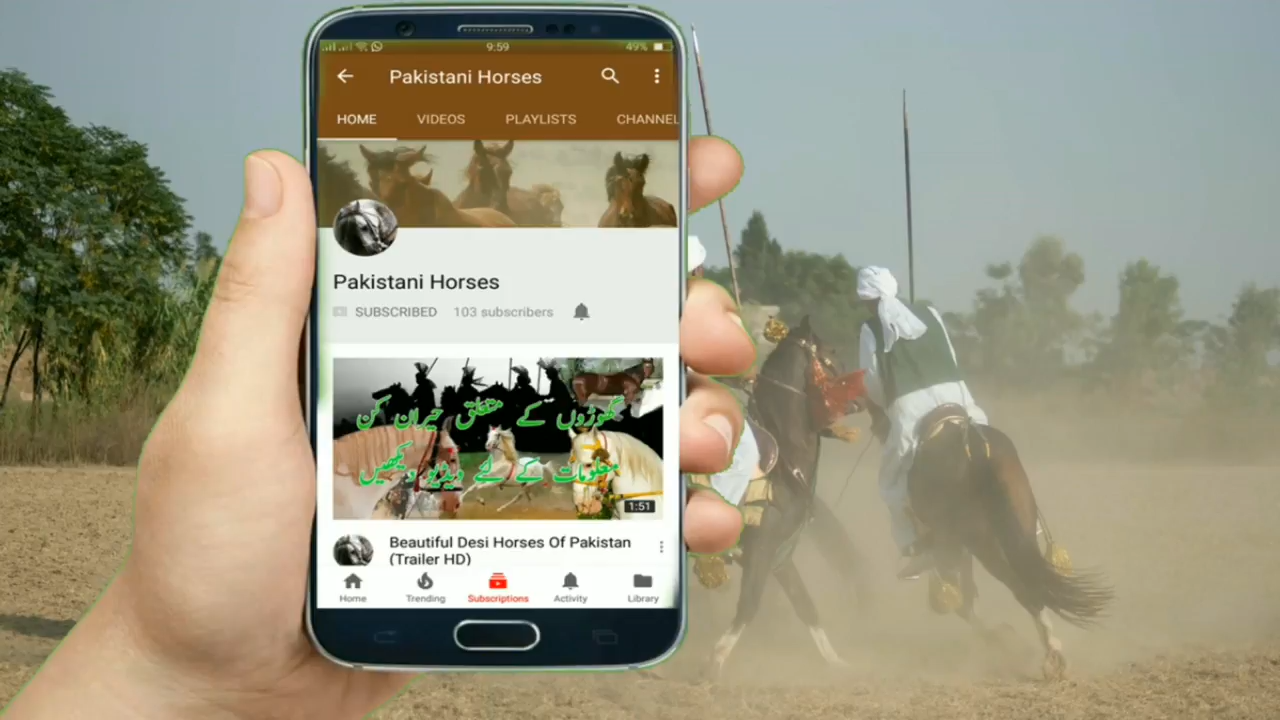 9:59
49%
Pakistani Horses
HOME VIDEOS PLAYLISTS CHANNEL
Pakistani Horses
SUBSCRIBED 103 subscribers
گھوڑوں کے متعلق حیران کن
معلومات کے لئے ویڈیو دیکھیں
1:51
Beautiful Desi Horses Of Pakistan
(Trailer HD)
Home Trending Subscriptions Activity Library